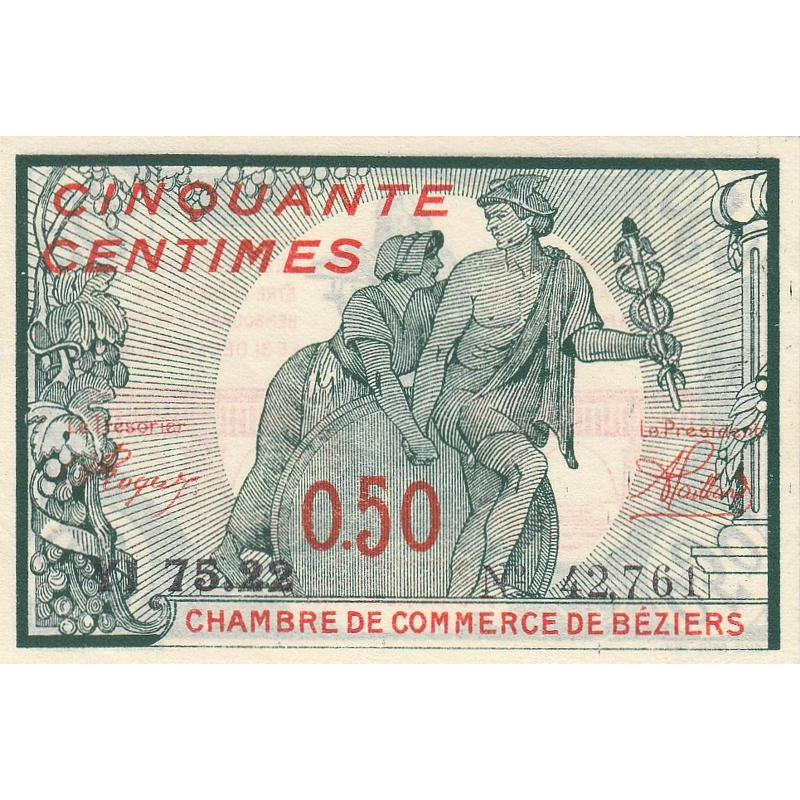 CINQUANTE
CENTIMES
Le Trésorier
Le Président
0.50
75.22
Nº 42,761
CHAMBRE DE COMMERCE DE BÉZIERS